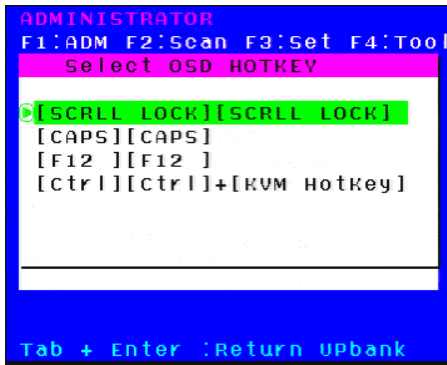 ADMINISTRATOR
F1:ADM F2:Scan F3:Set F4:Tool
Select OSD HOTKEY
[SCRLL LOCK][SCRLL LOCK]
[CAPS][CAPS]
[F12 ][F12 ]
[Ctrl][Ctrl]+[KVM HotKey]
Tab + Enter :Return UPbank